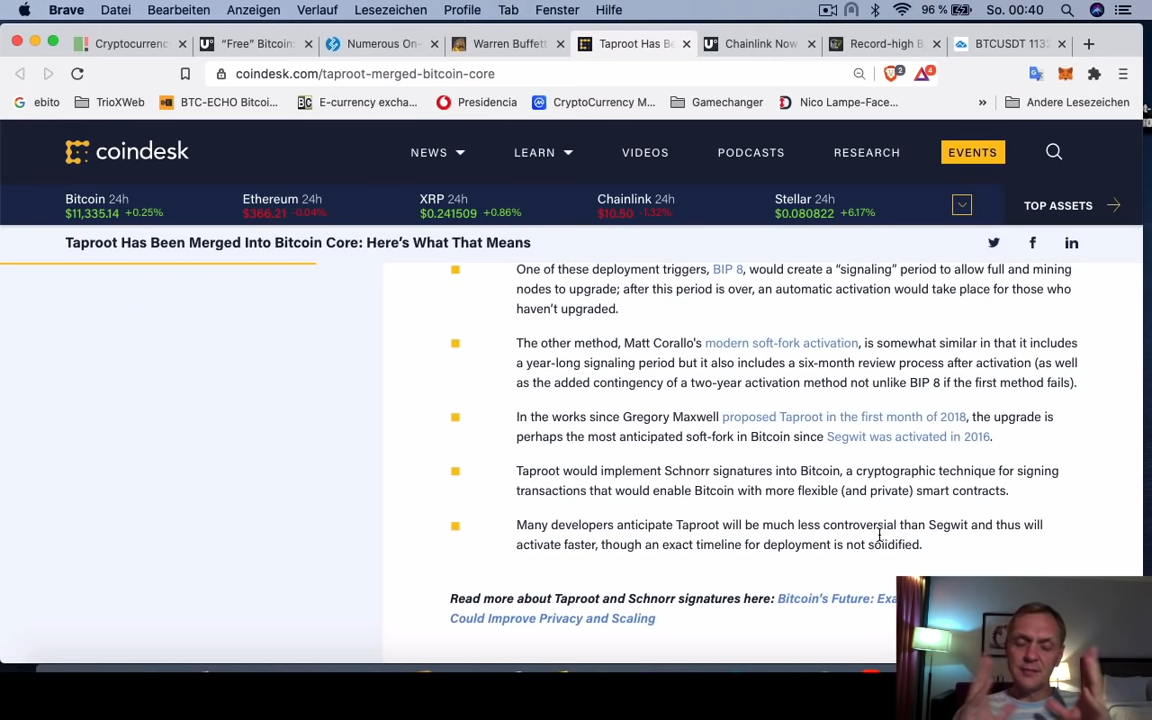 Brave Datei Bearbeiten Anzeigen Verlauf Lesezeichen Profile Tab Fenster Hilfe 96 % So. 00:40
Cryptocurrenc "Free" Bitcoin: Numerous On- Warren Buffett Taproot Has Be Chainlink Now Record-high B BTCUSDT 1132
coindesk.com/taproot-merged-bitcoin-core 2 4
ebito TrioXWeb BTC-ECHO Bitcoi... E-currency excha... Presidencia CryptoCurrency M... Gamechanger Nico Lampe-Face... » Andere Lesezeichen
coindesk NEWS LEARN VIDEOS PODCASTS RESEARCH EVENTS
Bitcoin 24h Ethereum 24h XRP 24h Chainlink 24h Stellar 24h
$11,335.14 +0.25% $366.21 -0.04% $0.241509 +0.86% $10.50 -1.32% $0.080822 +6.17%
TOP ASSETS
Taproot Has Been Merged Into Bitcoin Core: Here's What That Means
One of these deployment triggers, BIP 8, would create a "signaling" period to allow full and mining
nodes to upgrade; after this period is over, an automatic activation would take place for those who
haven't upgraded.
The other method, Matt Corallo's modern soft-fork activation, is somewhat similar in that it includes
a year-long signaling period but it also includes a six-month review process after activation (as well
as the added contingency of a two-year activation method not unlike BIP 8 if the first method fails).
In the works since Gregory Maxwell proposed Taproot in the first month of 2018, the upgrade is
perhaps the most anticipated soft-fork in Bitcoin since Segwit was activated in 2016.
Taproot would implement Schnorr signatures into Bitcoin, a cryptographic technique for signing
transactions that would enable Bitcoin with more flexible (and private) smart contracts.
Many developers anticipate Taproot will be much less controversial than Segwit and thus will
activate faster, though an exact timeline for deployment is not solidified.
Read more about Taproot and Schnorr signatures here: Bitcoin's Future: Exa
Could Improve Privacy and Scaling